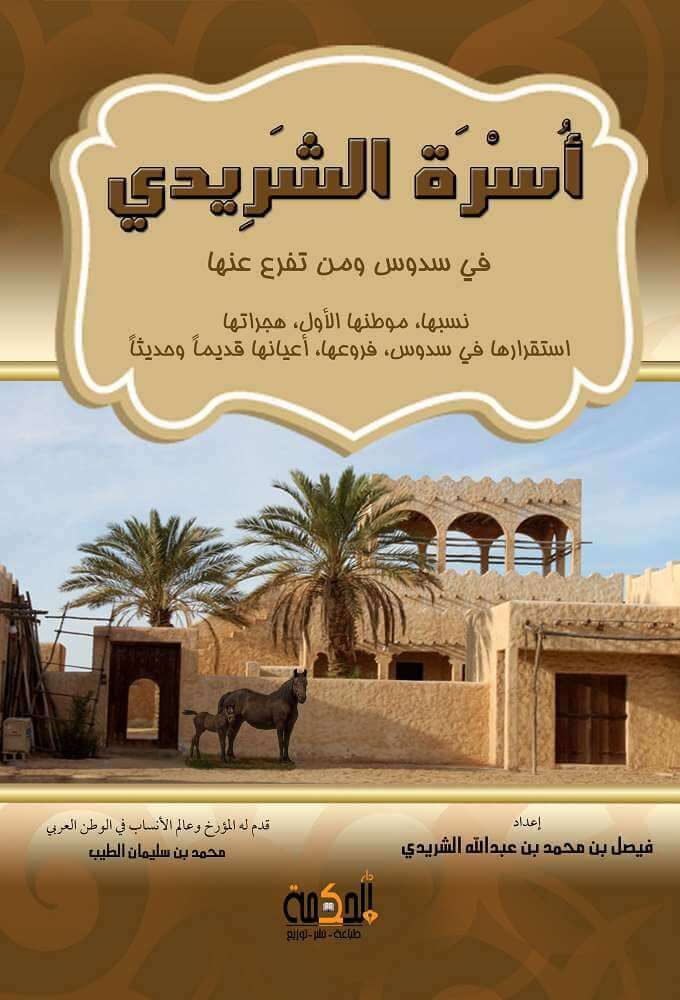 أُسْرَة الشَرِيدي
في سدوس ومن تفرع عنها
نسبها، موطنها الأول، هجراتها
استقرارها في سدوس، فروعها، أعيانها قديماً وحديثاً
إعداد
فيصل بن محمد بن عبدالله الشريدي
قدم له المؤرخ وعالم الأنساب في الوطن العربي
محمد بن سليمان الطيب
دار
الحكمة
طباعة - نشر - توزيع